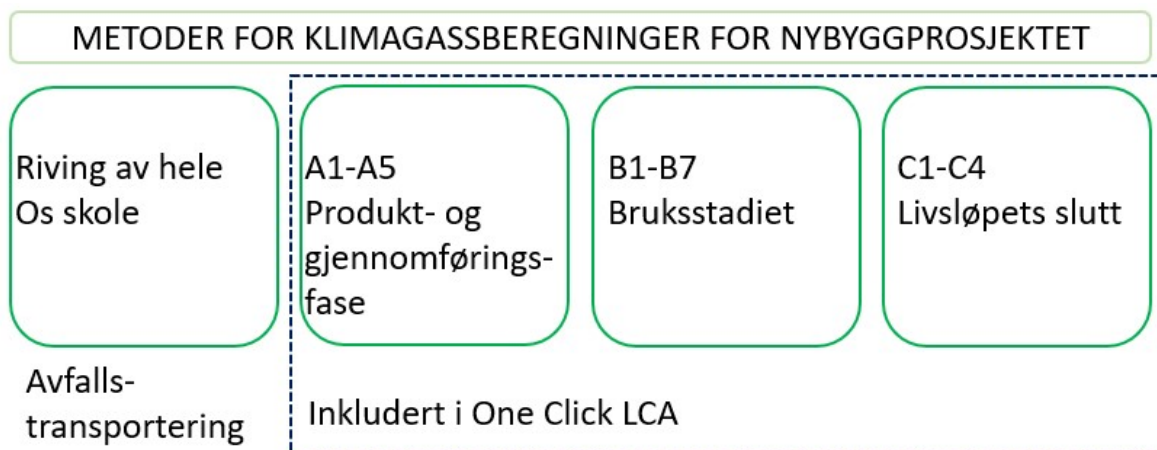 METODER FOR KLIMAGASSBEREGNINGER FOR NYBYGGPROSJEKTET
Riving av hele
Os skole
A1-A5
Produkt- og
gjennomførings-
fase
B1-B7
Bruksstadiet
C1-C4
Livsløpets slutt
Avfalls-
transportering
Inkludert i One Click LCA